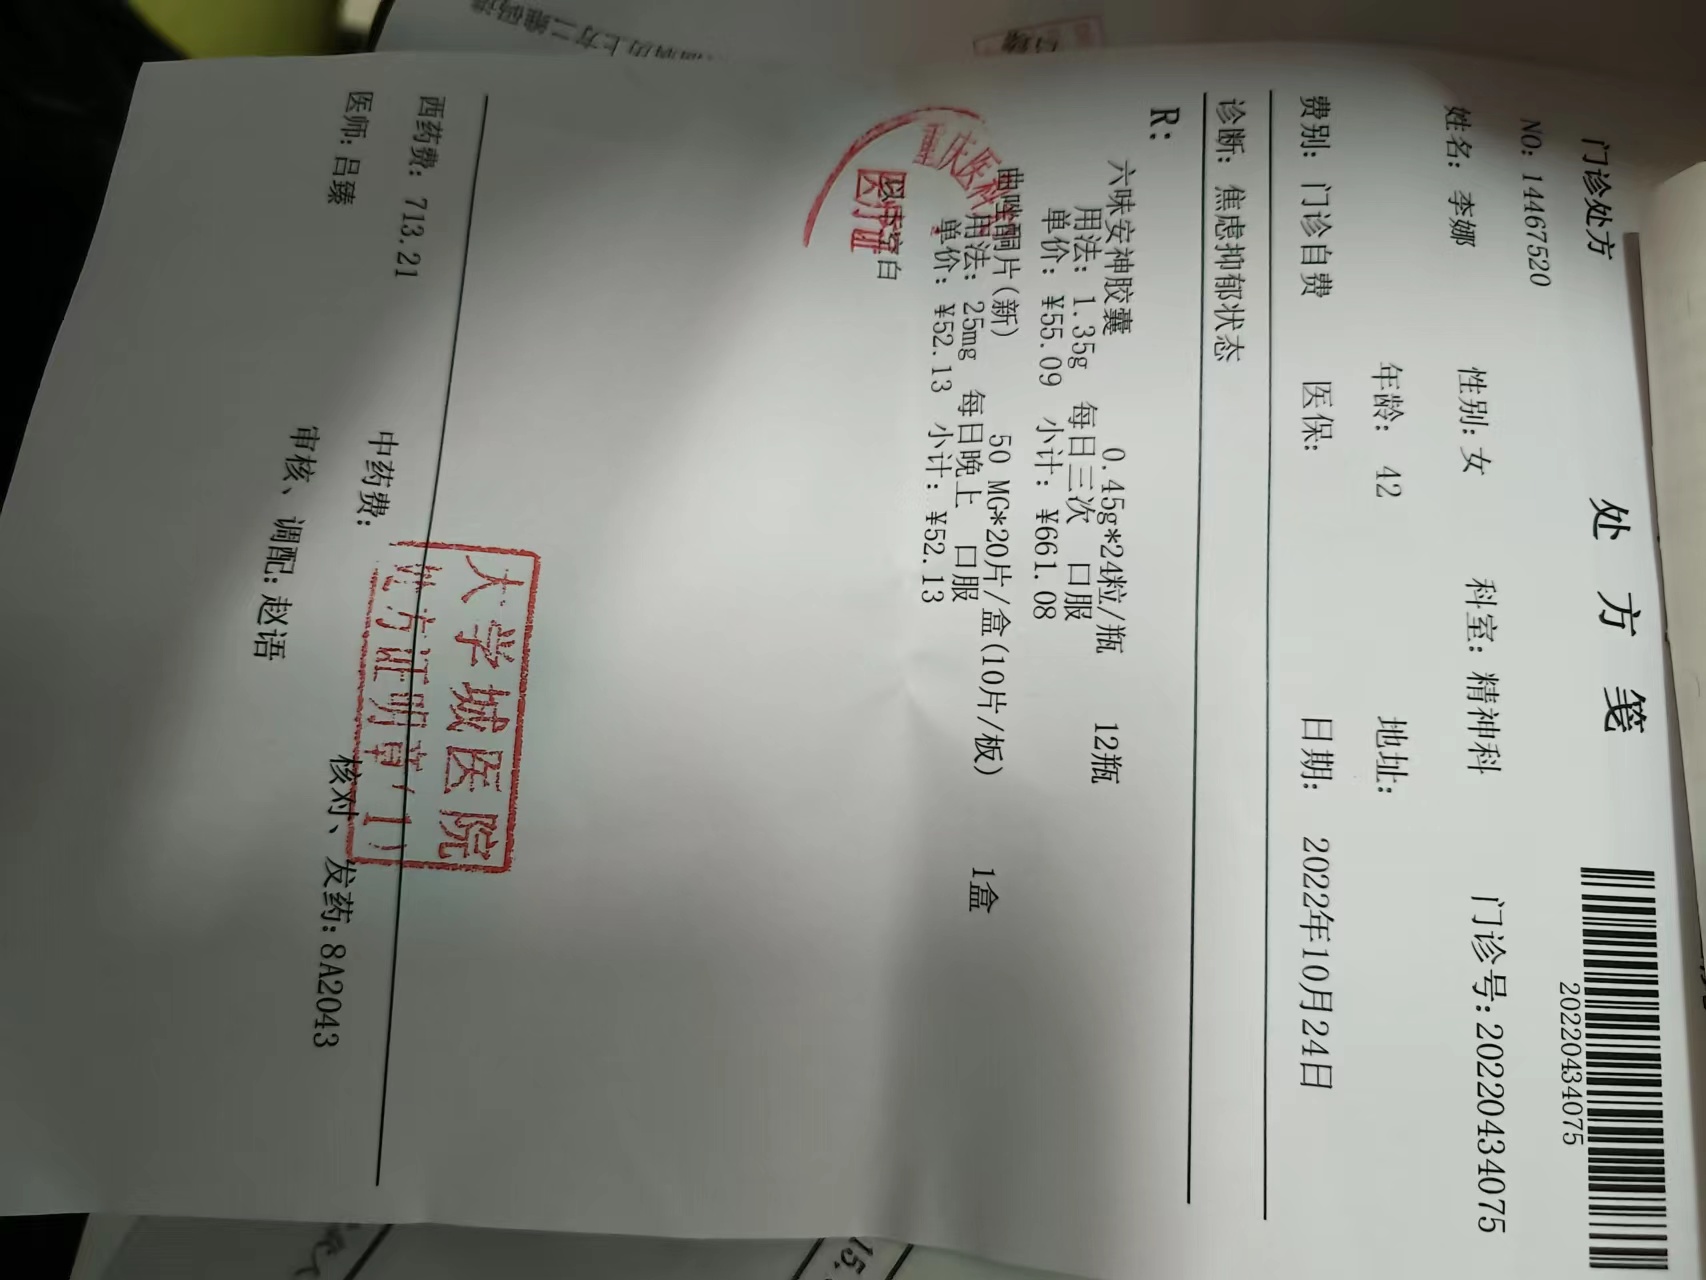 门诊处方
处方笺
20220434075
NO: 14467520
姓名: 李娜 性别: 女 科室: 精神科 门诊号: 20220434075
年龄: 42 地址:
费别: 门诊自费 医保: 日期: 2022年10月24日
诊断: 焦虑抑郁状态
R:
六味安神胶囊 0.45g*24粒/瓶 12瓶
用法: 1.35g 每日三次 口服
单价: ¥55.09 小计: ¥661.08
曲唑酮片(新) 50 MG*20片/盒(10片/板) 1盒
用法: 25mg 每日晚上 口服
单价: ¥52.13 小计: ¥52.13
以下空白
重庆医科
医疗证
大学城医院
处方证明章(1)
西药费: 713.21
中药费:
医师: 吕臻
核对、发药: 8A2043
审核、调配: 赵语
15,
上方二维码